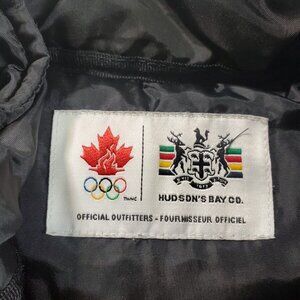 HUDSON'S BAY CO.
OFFICIAL OUTFITTERS - FOURNISSEUR OFFICIEL